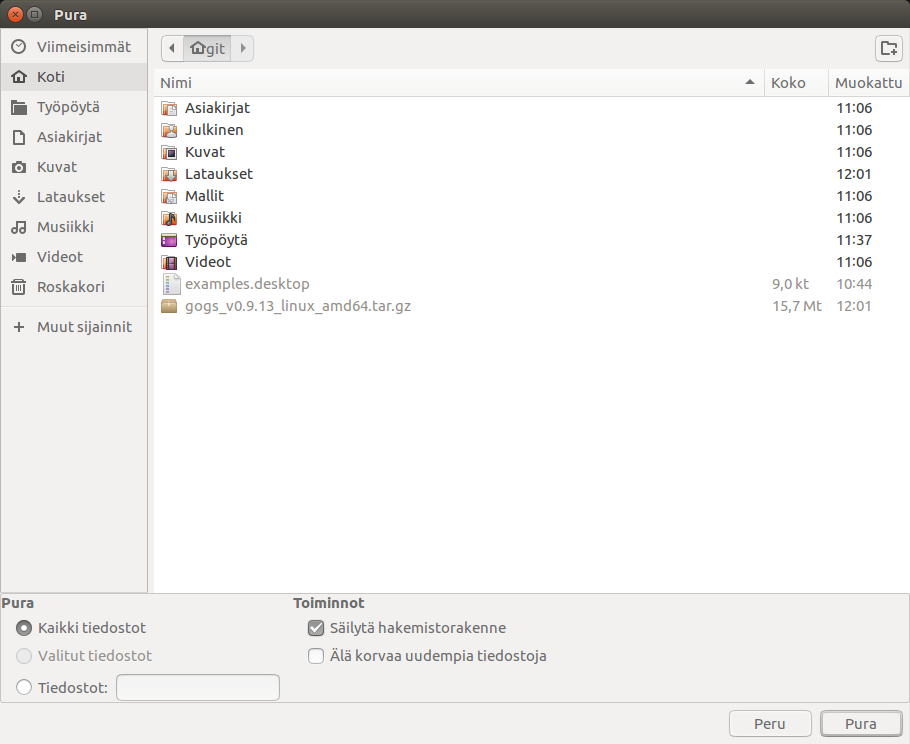 Pura
Viimeisimmät
Koti
Työpöytä
Asiakirjat
Kuvat
Lataukset
Musiikki
Videot
Roskakori
+ Muut sijainnit
git
Nimi Koko Muokattu
Asiakirjat 11:06
Julkinen 11:06
Kuvat 11:06
Lataukset 12:01
Mallit 11:06
Musiikki 11:06
Työpöytä 11:37
Videot 11:06
examples.desktop 9,0 kt 10:44
gogs_v0.9.13_linux_amd64.tar.gz 15,7 Mt 12:01
Pura
Kaikki tiedostot
Valitut tiedostot
Tiedostot:
Toiminnot
Säilytä hakemistorakenne
Älä korvaa uudempia tiedostoja
Peru Pura